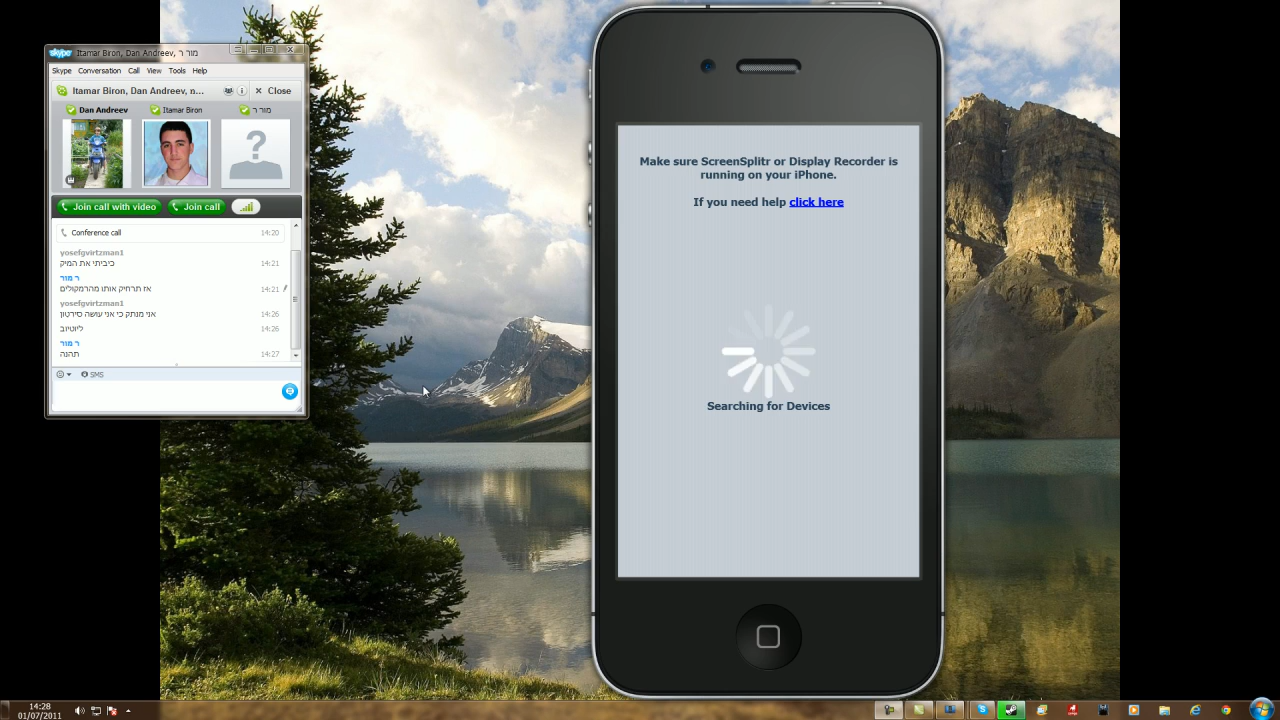 skype Itamar Biron, Dan Andreev, מור ר
Skype Conversation Call View Tools Help
Itamar Biron, Dan Andreev, מ... Close
Dan Andreev Itamar Biron מור ר
Join call with video Join call
Conference call 14:20
yosefgvirtzman1
כיביתי את המיק 14:21
ר מור
אז תרחיק אותו מהרמקולים 14:21
yosefgvirtzman1
אני מנתק כי אני עושה סירטון 14:26
ליוטיוב 14:26
ר מור
תהנה 14:27
SMS
Make sure ScreenSplitr or Display Recorder is
running on your iPhone.
If you need help click here
Searching for Devices
14:28
01/07/2011